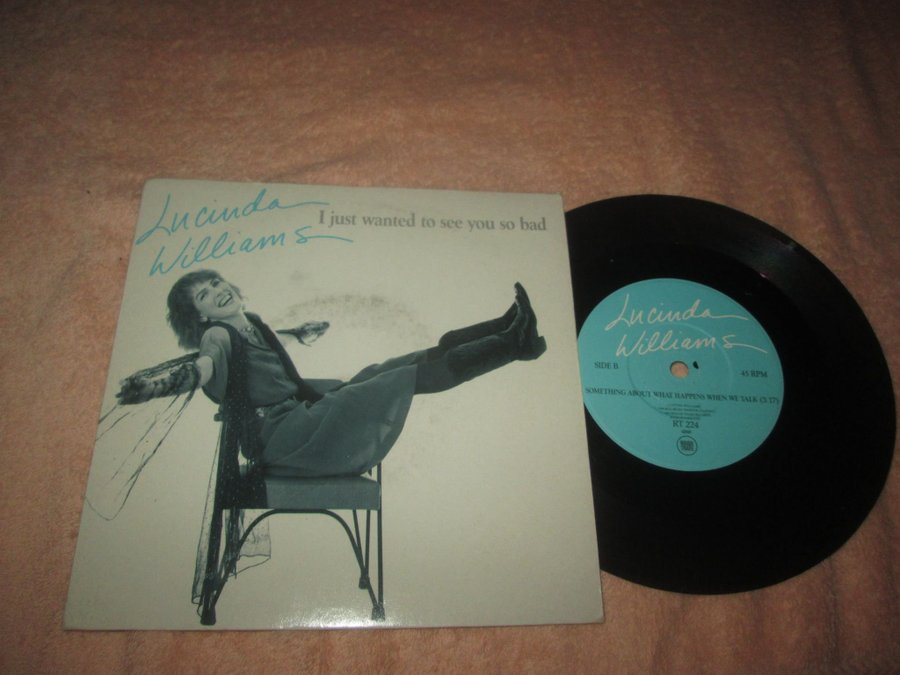 Lucinda
Williams
I just wanted to see you so bad
Lucinda
Williams
SIDE B
45 RPM
SOMETHING ABOUT WHAT HAPPENS WHEN WE TALK (3:37)
RT 224